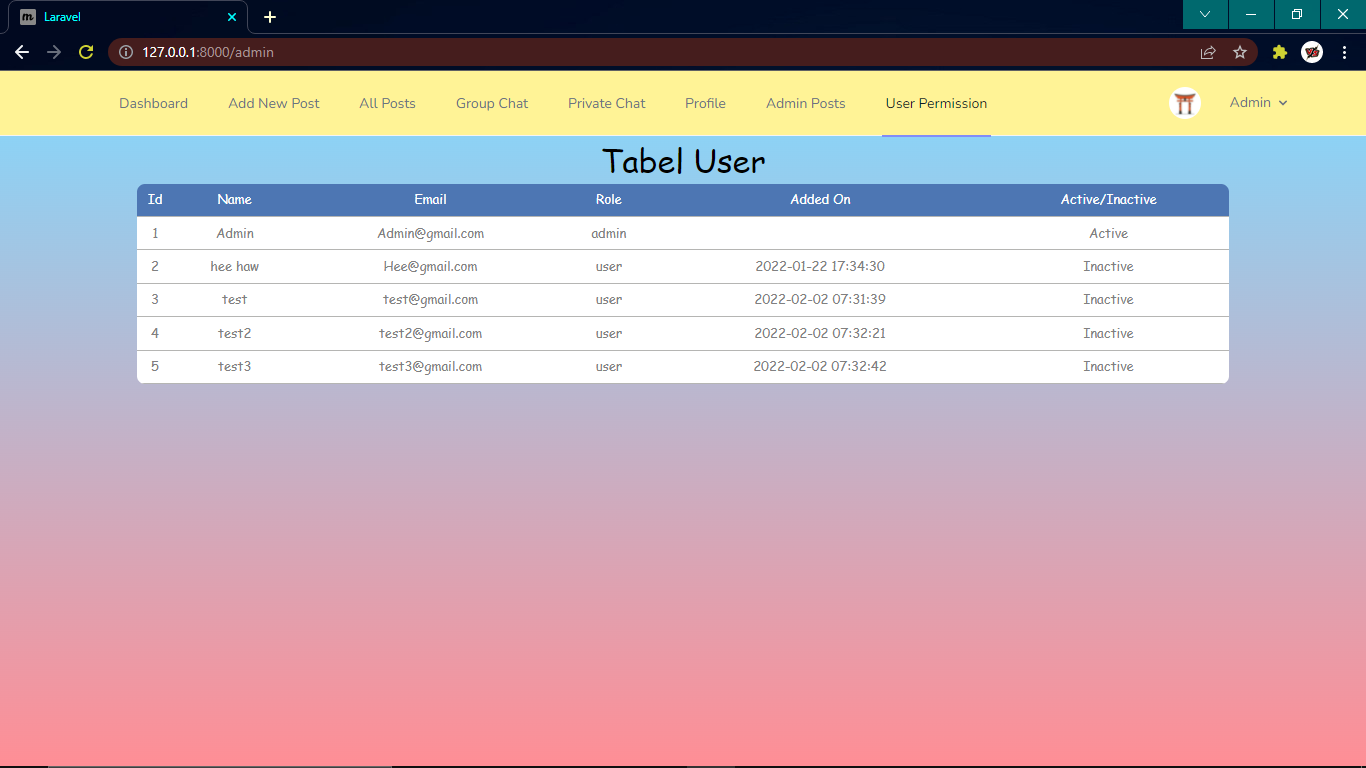 Laravel
127.0.0.1:8000/admin
Dashboard Add New Post All Posts Group Chat Private Chat Profile Admin Posts User Permission Admin
Tabel User
Id Name Email Role Added On Active/Inactive
1 Admin Admin@gmail.com admin Active
2 hee haw Hee@gmail.com user 2022-01-22 17:34:30 Inactive
3 test test@gmail.com user 2022-02-02 07:31:39 Inactive
4 test2 test2@gmail.com user 2022-02-02 07:32:21 Inactive
5 test3 test3@gmail.com user 2022-02-02 07:32:42 Inactive